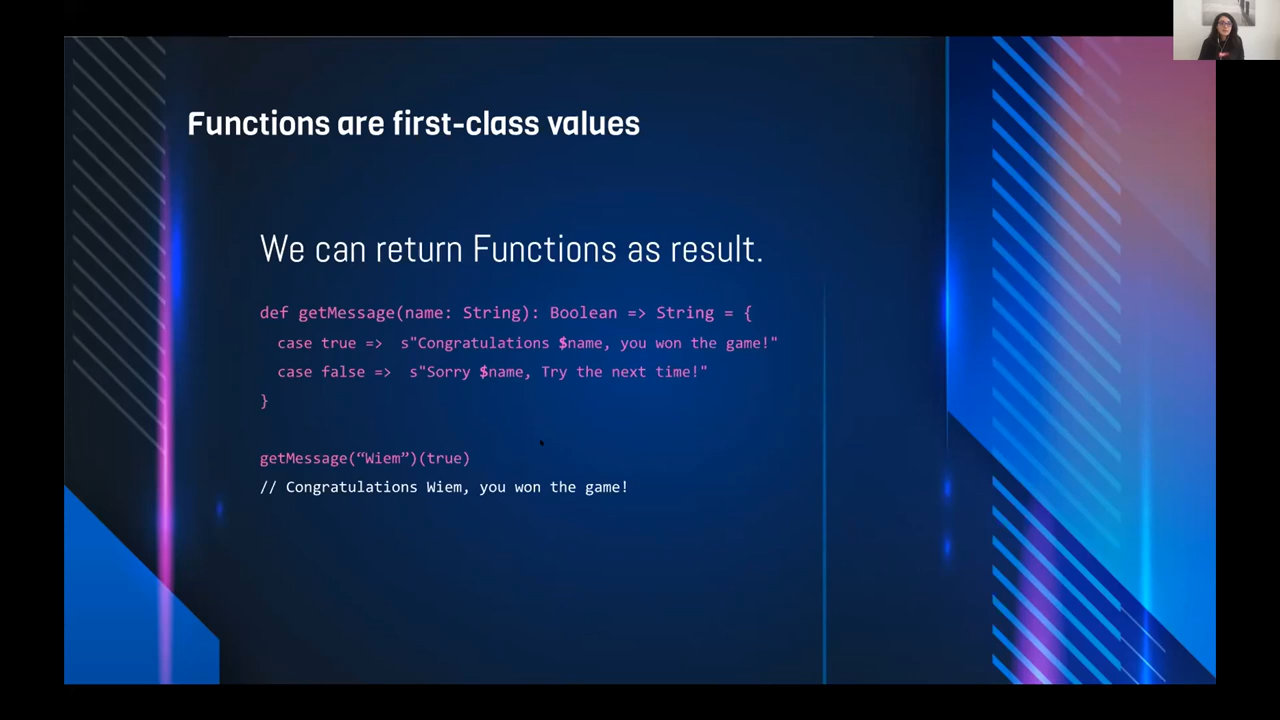 Functions are first-class values
We can return Functions as result.
def getMessage(name: String): Boolean => String = {
case true => s"Congratulations $name, you won the game!"
case false => s"Sorry $name, Try the next time!"
}
getMessage(“Wiem”)(true)
// Congratulations Wiem, you won the game!